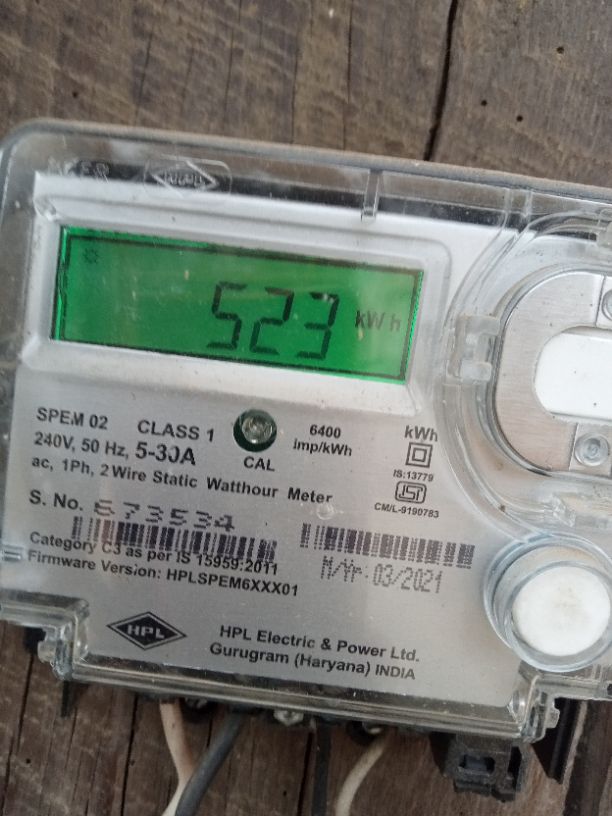 523 kWh
SPEM 02 CLASS 1 6400 kWh
240V, 50 Hz, 5-30A CAL imp/kWh
ac, 1Ph, 2 Wire Static Watthour Meter
IS:13779
ISI
CM/L-9190783
S. No. 673534
Category C3 as per IS 15959:2011
M/Yr-03/2021
Firmware Version: HPLSPEM6XXX01
HPL
HPL Electric & Power Ltd.
Gurugram (Haryana) INDIA